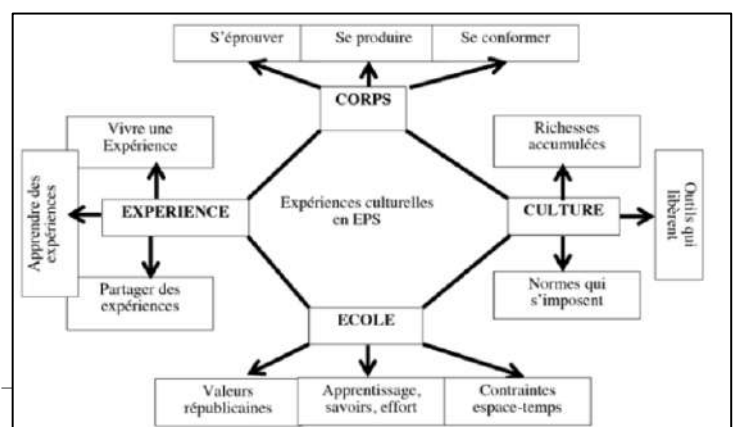 S'éprouver
Se produire
Se conformer
CORPS
Vivre une
Expérience
Richesses
accumulées
Apprendre des
expériences
EXPERIENCE
Expériences culturelles
en EPS
CULTURE
Outils qui
libèrent
Partager des
expériences
Normes qui
s'imposent
ECOLE
Valeurs
républicaines
Apprentissage,
savoirs, effort
Contraintes
espace-temps